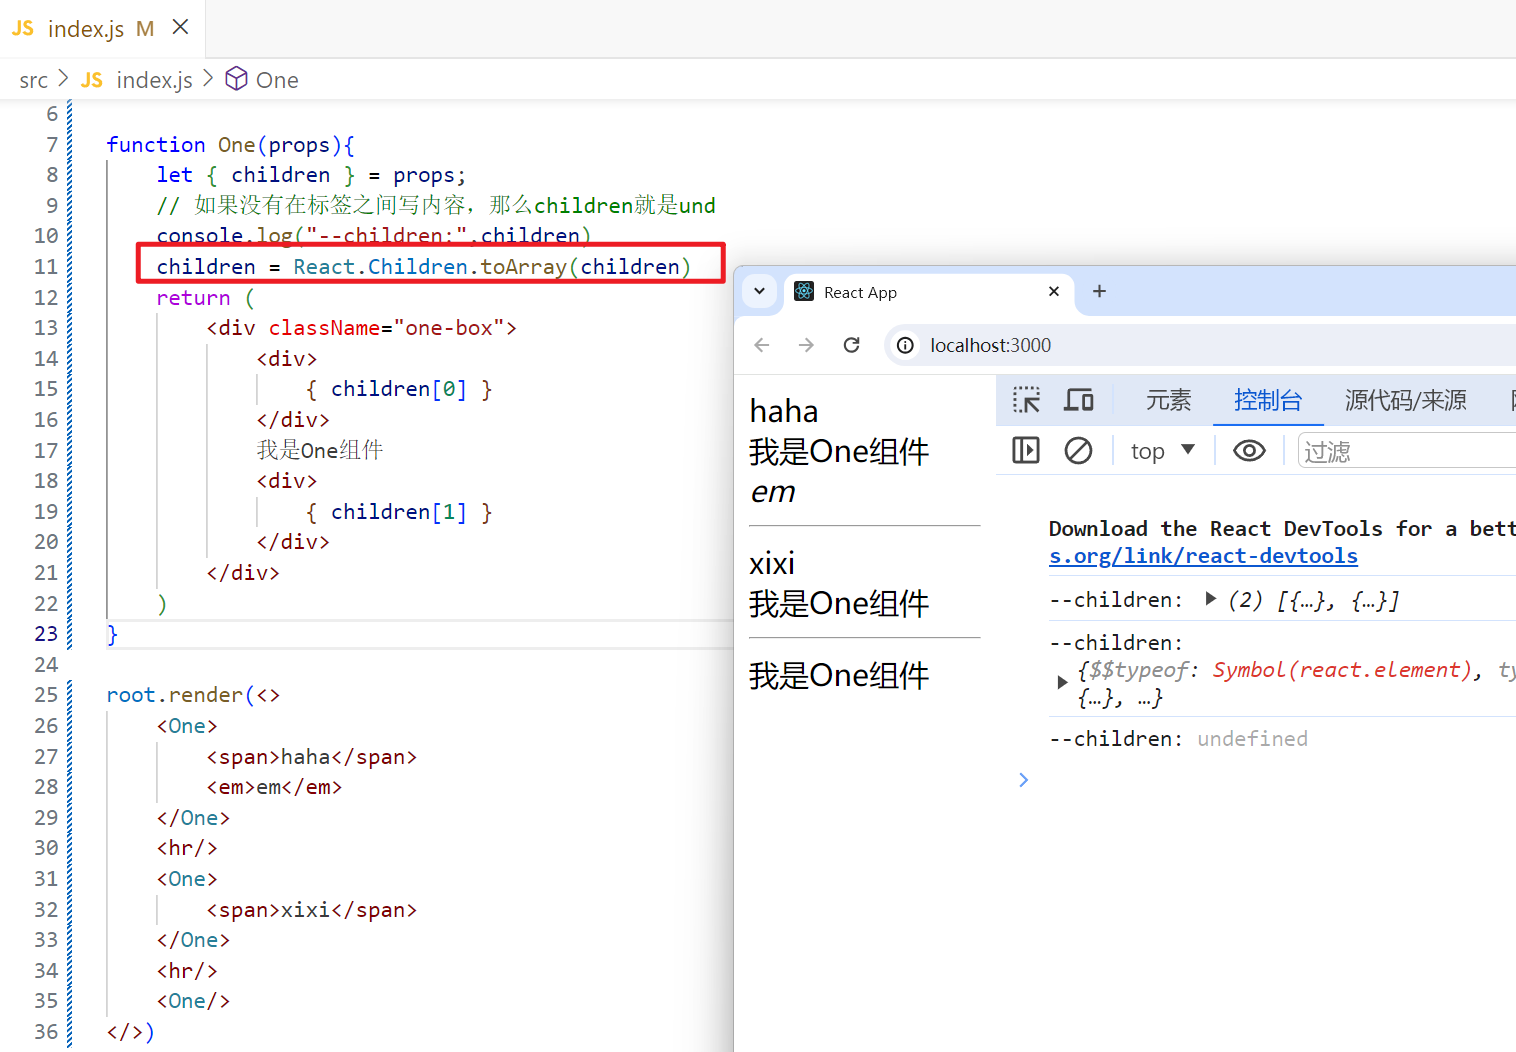 JS index.js M
src > JS index.js > One
6
7 function One(props){
8 let { children } = props;
9 // 如果没有在标签之间写内容，那么children就是und
10 console.log("--children:",children)
11 children = React.Children.toArray(children)
12 return (
13 <div className="one-box">
14 <div>
15 { children[0] }
16 </div>
17 我是One组件
18 <div>
19 { children[1] }
20 </div>
21 </div>
22 )
23 }
24
25 root.render(<>
26 <One>
27 <span>haha</span>
28 <em>em</em>
29 </One>
30 <hr/>
31 <One>
32 <span>xixi</span>
33 </One>
34 <hr/>
35 <One/>
36 </>)
React App
localhost:3000
haha
我是One组件
em
xixi
我是One组件
我是One组件
元素 控制台 源代码/来源
top 过滤
Download the React DevTools for a bett
s.org/link/react-devtools
--children: (2) [{…}, {…}]
--children:
{$$typeof: Symbol(react.element), ty
{…}, …}
--children: undefined